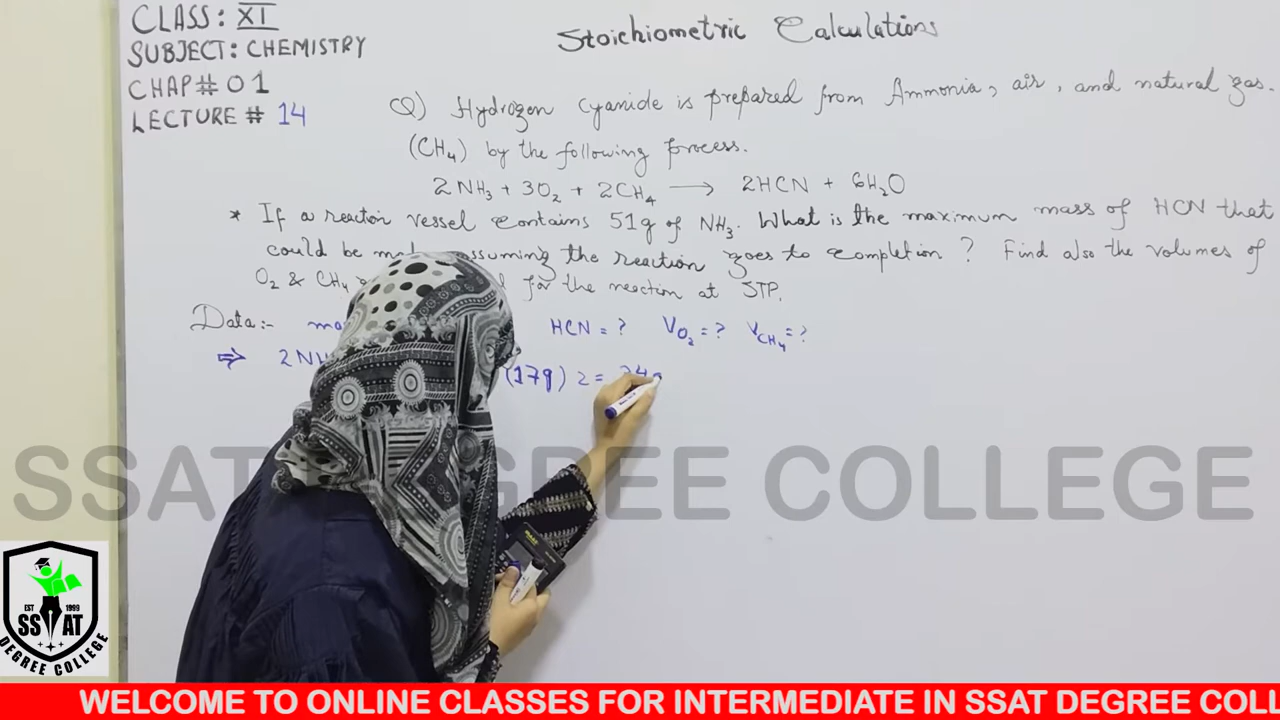 CLASS: XI
SUBJECT: CHEMISTRY
CHAP# 01
LECTURE # 14
Stoichiometric Calculations
Q) Hydrogen Cyanide is prepared from Ammonia, air, and natural gas.
(CH₄) by the following process.
2NH₃ + 3O₂ + 2CH₄ → 2HCN + 6H₂O
* If a reaction vessel contains 51g of NH₃. What is the maximum mass of HCN that
could be assuming the reaction goes to completion ? Find also the volumes of
O₂ & CH₄ for the reaction at STP.
Data:- HCN = ? V_O₂ = ? V_CH₄ = ?
⇒ 2NH
(17g) 2 = 34g
SSAT DEGREE COLLEGE
EST 1999
SSAT
DEGREE COLLEGE
WELCOME TO ONLINE CLASSES FOR INTERMEDIATE IN SSAT DEGREE COLL